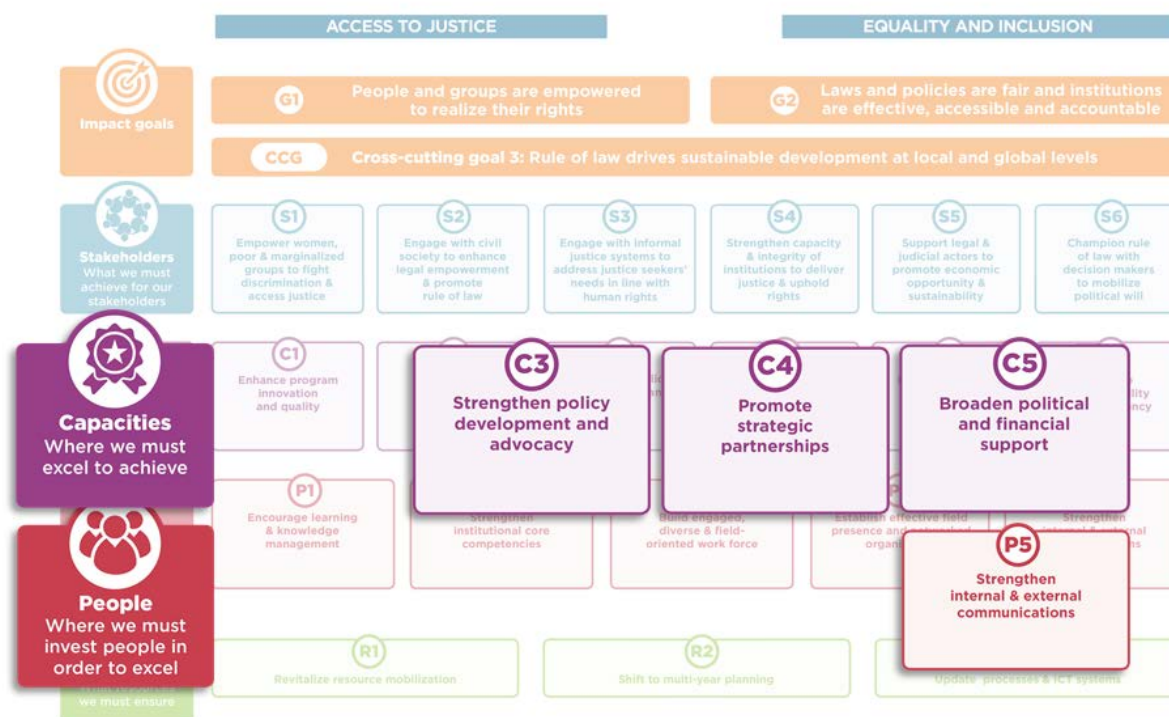 ACCESS TO JUSTICE
EQUALITY AND INCLUSION
Impact goals
G1
People and groups are empowered
to realize their rights
G2
Laws and policies are fair and institutions
are effective, accessible and accountable
CCG
Cross-cutting goal 3: Rule of law drives sustainable development at local and global levels
Stakeholders
What we must
achieve for our
stakeholders
S1
Empower women,
poor & marginalized
groups to fight
discrimination &
access justice
S2
Engage with civil
society to enhance
legal empowerment
& promote
rule of law
S3
Engage with informal
justice systems to
address justice seekers'
needs in line with
human rights
S4
Strengthen capacity
& integrity of
institutions to deliver
justice & uphold
rights
S5
Support legal &
judicial actors to
promote economic
opportunity &
sustainability
S6
Champion rule
of law with
decision makers
to mobilize
political will
Capacities
Where we must
excel to achieve
C1
Enhance program
innovation
and quality
C3
Strengthen policy
development and
advocacy
C4
Promote
strategic
partnerships
C5
Broaden political
and financial
support
People
Where we must
invest people in
order to excel
P1
Encourage learning
& knowledge
management
Strengthen
institutional core
competencies
Build engaged,
diverse & field-
oriented work force
Establish effective field
presence and
Strengthen
P5
Strengthen
internal & external
communications
we must ensure
R1
Revitalize resource mobilization
R2
Shift to multi-year planning
Update processes & ICT systems